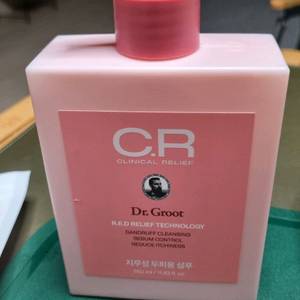 C.R
CLINICAL RELIEF
Dr. Groot
R.E.D RELIEF TECHNOLOGY
DANDRUFF CLEANSING
SEBUM CONTROL
REDUCE ITCHINESS
지루성 두피용 샴푸